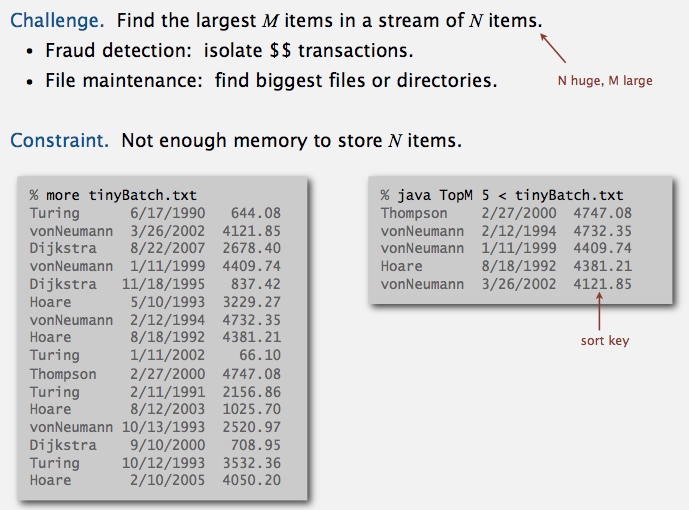 Challenge. Find the largest M items in a stream of N items.
• Fraud detection: isolate $$ transactions.
• File maintenance: find biggest files or directories.
N huge, M large
Constraint. Not enough memory to store N items.
% more tinyBatch.txt
Turing 6/17/1990 644.08
vonNeumann 3/26/2002 4121.85
Dijkstra 8/22/2007 2678.40
vonNeumann 1/11/1999 4409.74
Dijkstra 11/18/1995 837.42
Hoare 5/10/1993 3229.27
vonNeumann 2/12/1994 4732.35
Hoare 8/18/1992 4381.21
Turing 1/11/2002 66.10
Thompson 2/27/2000 4747.08
Turing 2/11/1991 2156.86
Hoare 8/12/2003 1025.70
vonNeumann 10/13/1993 2520.97
Dijkstra 9/10/2000 708.95
Turing 10/12/1993 3532.36
Hoare 2/10/2005 4050.20
% java TopM 5 < tinyBatch.txt
Thompson 2/27/2000 4747.08
vonNeumann 2/12/1994 4732.35
vonNeumann 1/11/1999 4409.74
Hoare 8/18/1992 4381.21
vonNeumann 3/26/2002 4121.85
sort key